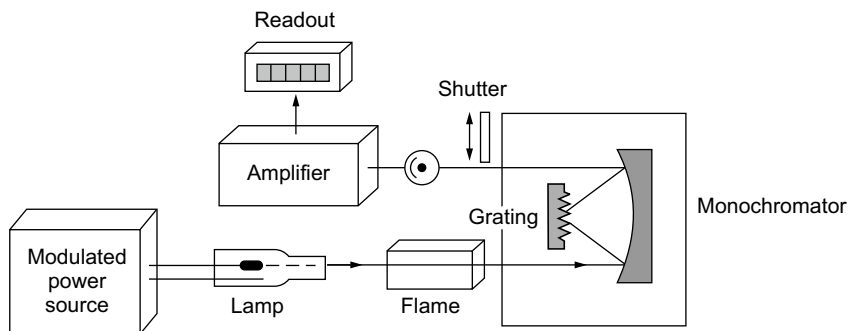 Readout
Shutter
Amplifier
Grating
Monochromator
Modulated
power
source
Lamp
Flame